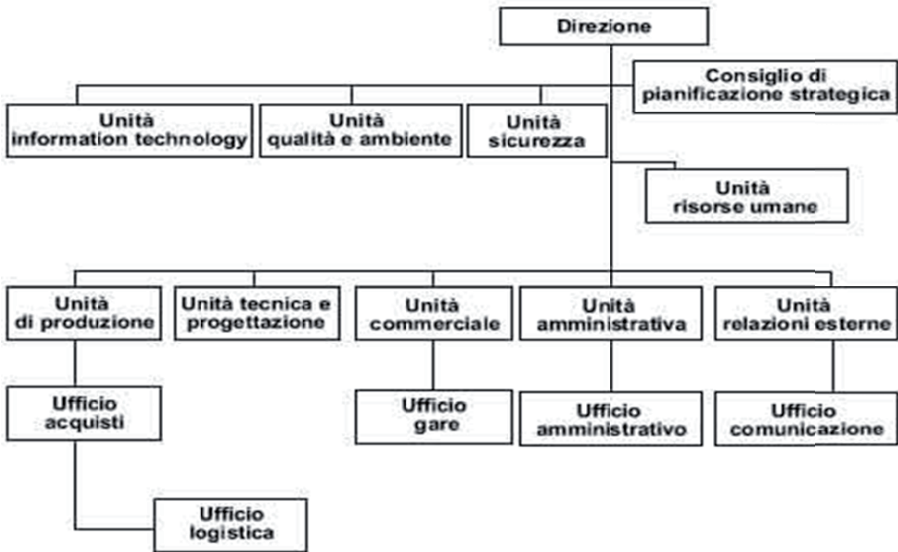 Direzione
Consiglio di
pianificazione strategica
Unità
information technology
Unità
qualità e ambiente
Unità
sicurezza
Unità
risorse umane
Unità
di produzione
Unità tecnica e
progettazione
Unità
commerciale
Unità
amministrativa
Unità
relazioni esterne
Ufficio
acquisti
Ufficio
gare
Ufficio
amministrativo
Ufficio
comunicazione
Ufficio
logistica